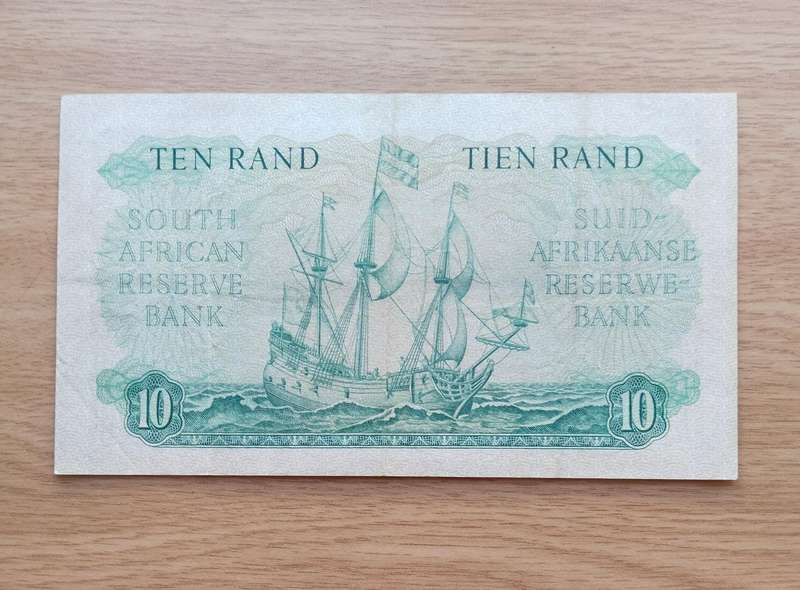 TEN RAND
TIEN RAND
SOUTH
AFRICAN
RESERVE
BANK
SUID-
AFRIKAANSE
RESERWE-
BANK
10
10